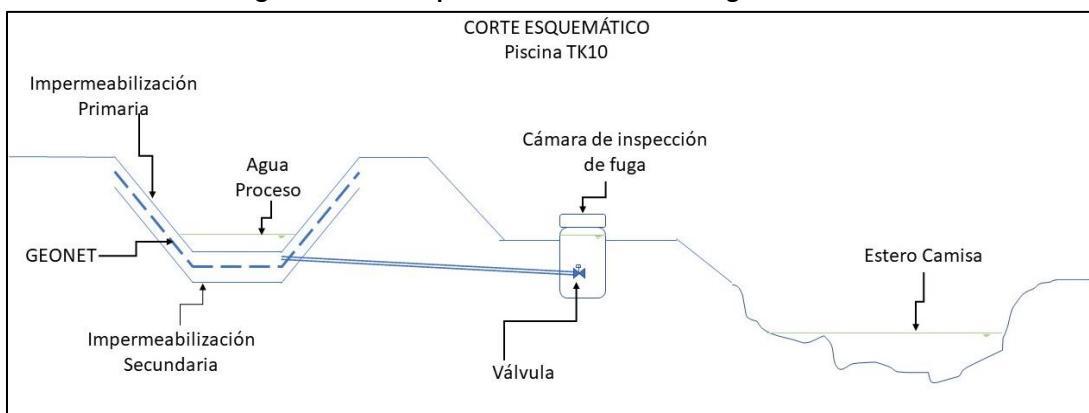 CORTE ESQUEMÁTICO
Piscina TK10
Impermeabilización
Primaria
Agua
Proceso
Cámara de inspección
de fuga
GEONET
Estero Camisa
Impermeabilización
Secundaria
Válvula